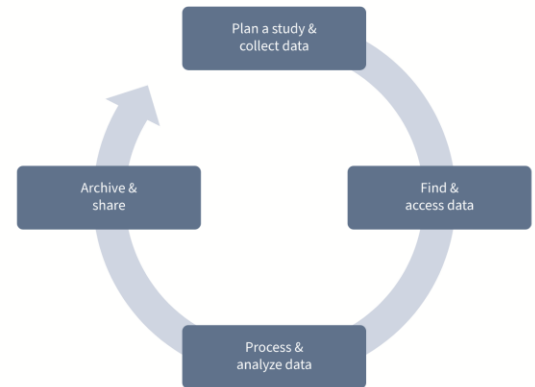 Plan a study &
collect data
Find &
access data
Process &
analyze data
Archive &
share